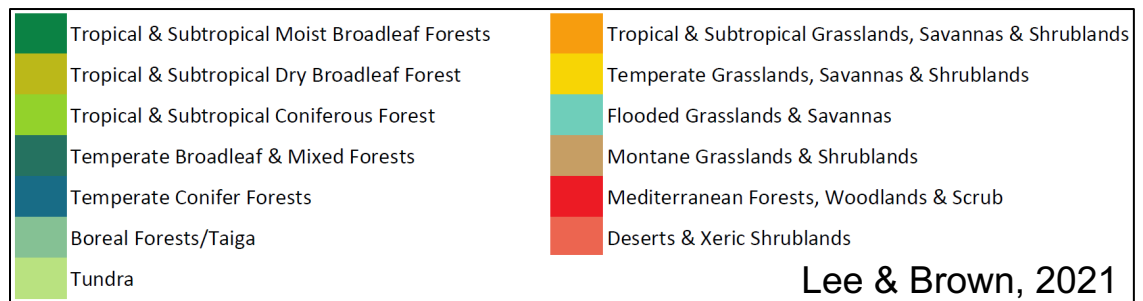 Tropical & Subtropical Moist Broadleaf Forests
Tropical & Subtropical Dry Broadleaf Forest
Tropical & Subtropical Coniferous Forest
Temperate Broadleaf & Mixed Forests
Temperate Conifer Forests
Boreal Forests/Taiga
Tundra
Tropical & Subtropical Grasslands, Savannas & Shrublands
Temperate Grasslands, Savannas & Shrublands
Flooded Grasslands & Savannas
Montane Grasslands & Shrublands
Mediterranean Forests, Woodlands & Scrub
Deserts & Xeric Shrublands
Lee & Brown, 2021